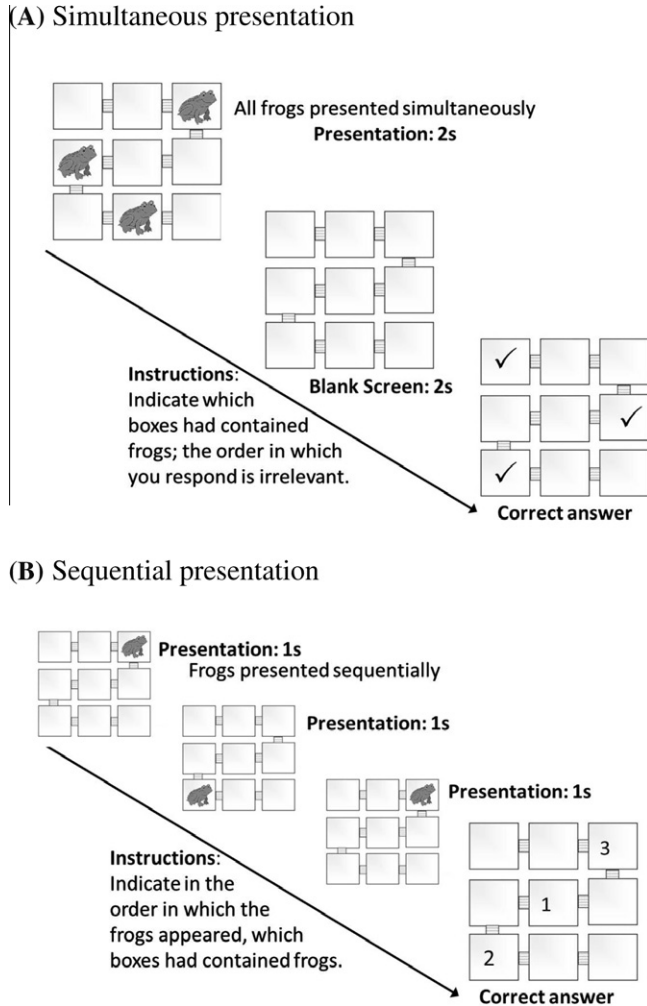 (A) Simultaneous presentation
All frogs presented simultaneously
Presentation: 2s
Blank Screen: 2s
Instructions:
Indicate which
boxes had contained
frogs; the order in which
you respond is irrelevant.
Correct answer
(B) Sequential presentation
Presentation: 1s
Frogs presented sequentially
Presentation: 1s
Presentation: 1s
Instructions:
Indicate in the
order in which the
frogs appeared, which
boxes had contained frogs.
3
1
2
Correct answer